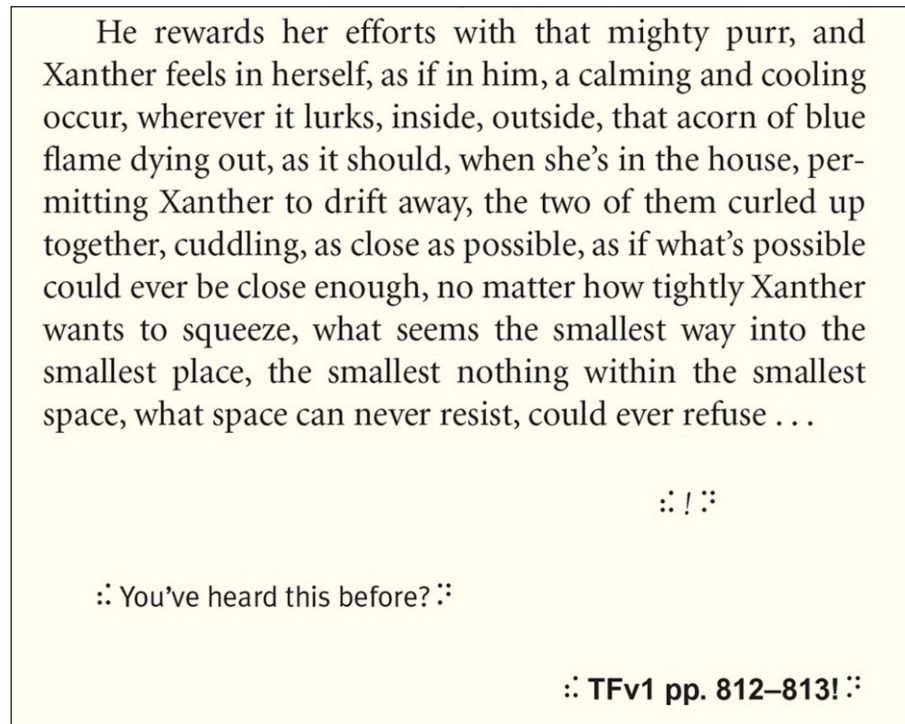 He rewards her efforts with that mighty purr, and
Xanther feels in herself, as if in him, a calming and cooling
occur, wherever it lurks, inside, outside, that acorn of blue
flame dying out, as it should, when she’s in the house, per-
mitting Xanther to drift away, the two of them curled up
together, cuddling, as close as possible, as if what’s possible
could ever be close enough, no matter how tightly Xanther
wants to squeeze, what seems the smallest way into the
smallest place, the smallest nothing within the smallest
space, what space can never resist, could ever refuse . . .
!
You’ve heard this before?
TFv1 pp. 812–813!